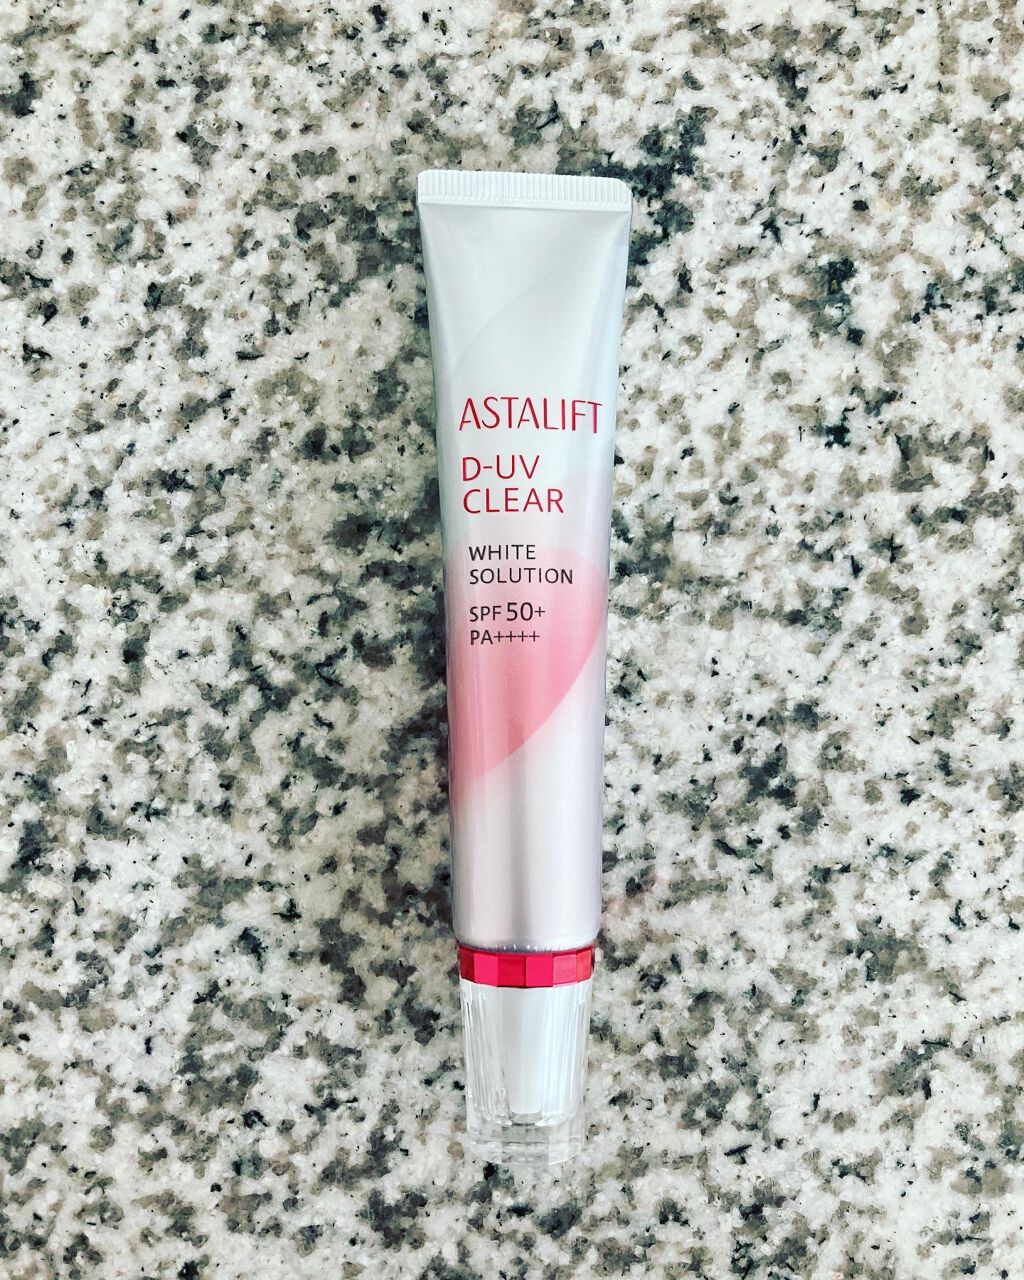 ASTALIFT
D-UV
CLEAR
WHITE
SOLUTION
SPF 50+
PA++++